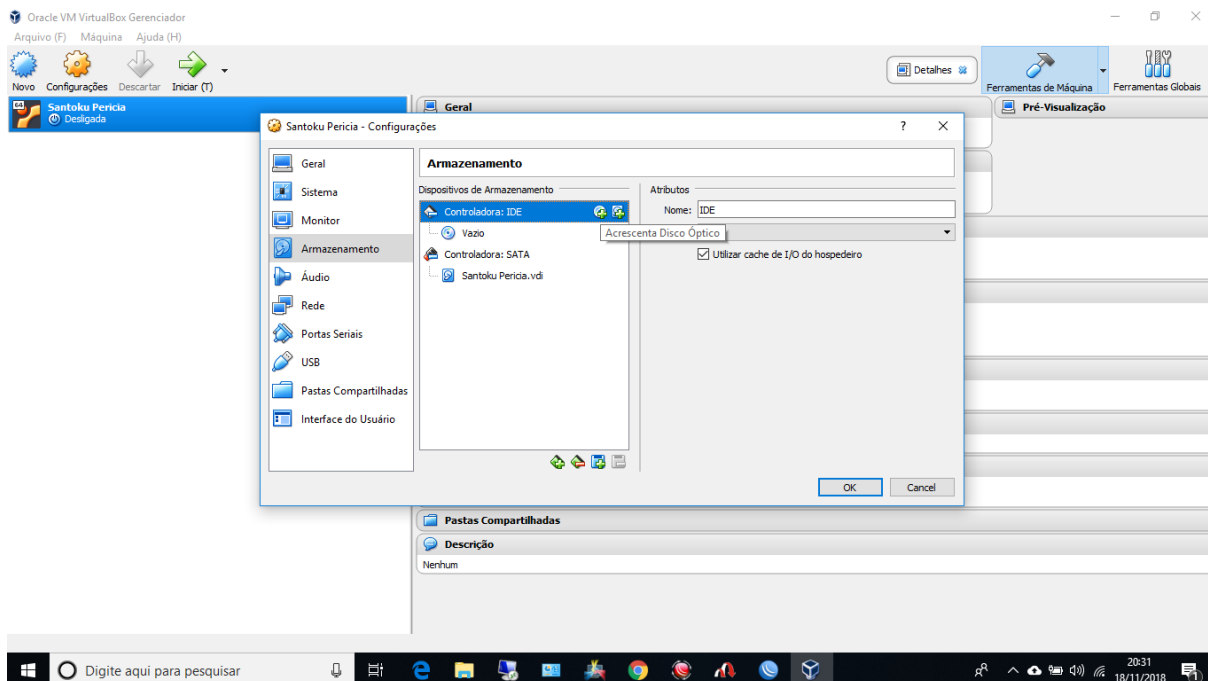 Oracle VM VirtualBox Gerenciador
Arquivo (F) Máquina Ajuda (H)
Novo Configurações Descartar Iniciar (T)
Detalhes
Ferramentas de Máquina
Ferramentas Globais
64
Santoku Pericia
Desligada
Geral
Pré-Visualização
Santoku Pericia - Configurações
?
Geral
Sistema
Monitor
Armazenamento
Áudio
Rede
Portas Seriais
USB
Pastas Compartilhadas
Interface do Usuário
Armazenamento
Dispositivos de Armazenamento
Controladora: IDE
Vazio
Controladora: SATA
Santoku Pericia.vdi
Atributos
Nome: IDE
Acrescenta Disco Óptico
Utilizar cache de I/O do hospedeiro
OK Cancel
Pastas Compartilhadas
Descrição
Nenhum
Digite aqui para pesquisar
20:31
18/11/2018